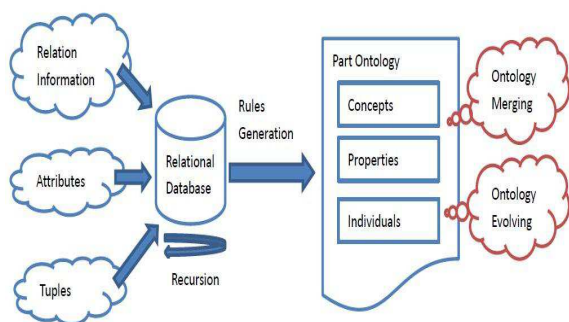 Relation
Information
Attributes
Tuples
Relational
Database
Recursion
Rules
Generation
Part Ontology
Concepts
Properties
Individuals
Ontology
Merging
Ontology
Evolving